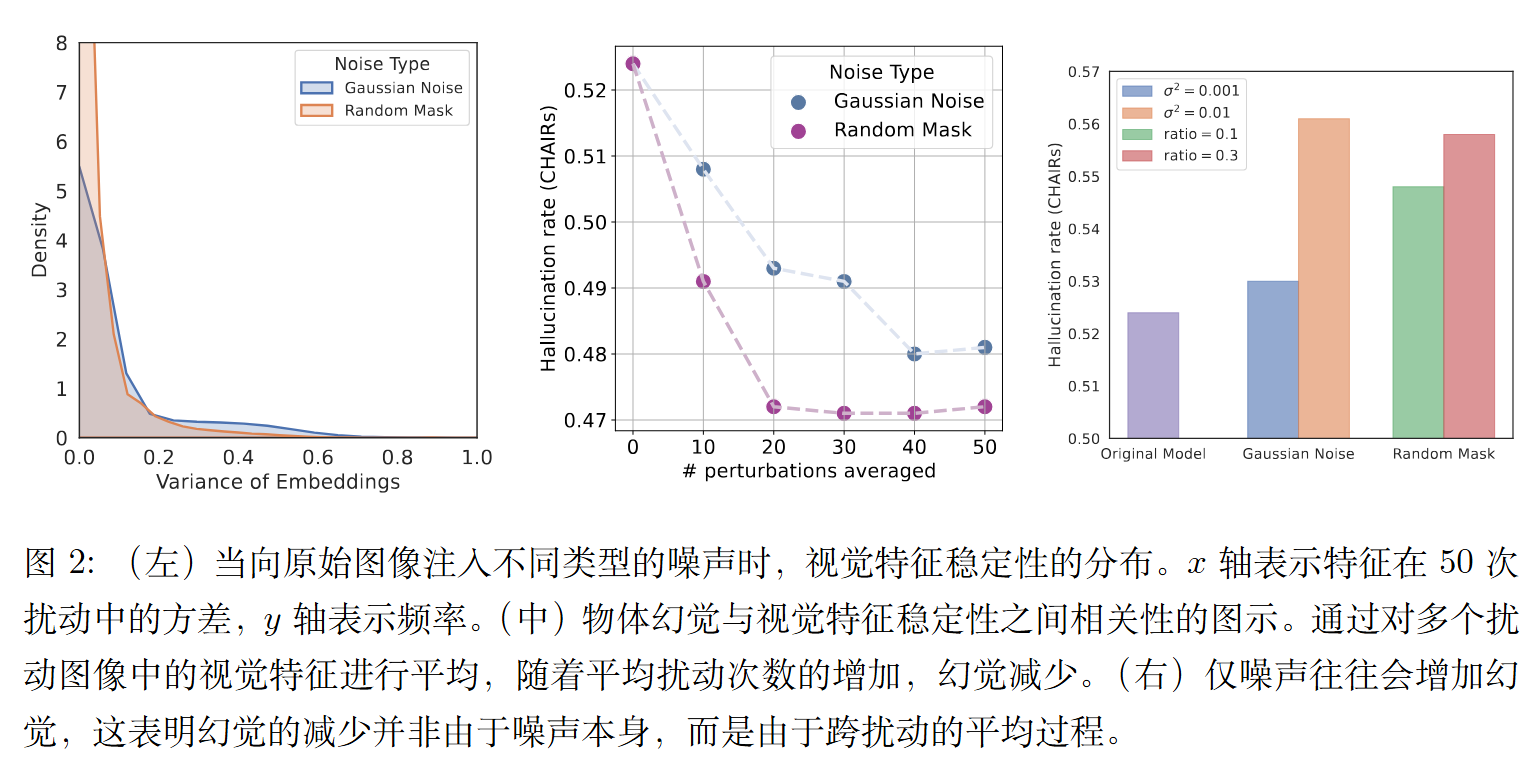 8
7
6
5
4
3
2
1
0
Density
0.0 0.2 0.4 0.6 0.8 1.0
Variance of Embeddings
Noise Type
Gaussian Noise
Random Mask
0.52
0.51
0.50
0.49
0.48
0.47
Hallucination rate (CHAIRs)
0 10 20 30 40 50
# perturbations averaged
Noise Type
Gaussian Noise
Random Mask
0.57
0.56
0.55
0.54
0.53
0.52
0.51
0.50
Hallucination rate (CHAIRs)
σ² = 0.001
σ² = 0.01
ratio = 0.1
ratio = 0.3
Original Model Gaussian Noise Random Mask
图 2: （左）当向原始图像注入不同类型的噪声时，视觉特征稳定性的分布。x 轴表示特征在 50 次
扰动中的方差，y 轴表示频率。（中）物体幻觉与视觉特征稳定性之间相关性的图示。通过对多个扰
动图像中的视觉特征进行平均，随着平均扰动次数的增加，幻觉减少。（右）仅噪声往往会增加幻
觉，这表明幻觉的减少并非由于噪声本身，而是由于跨扰动的平均过程。